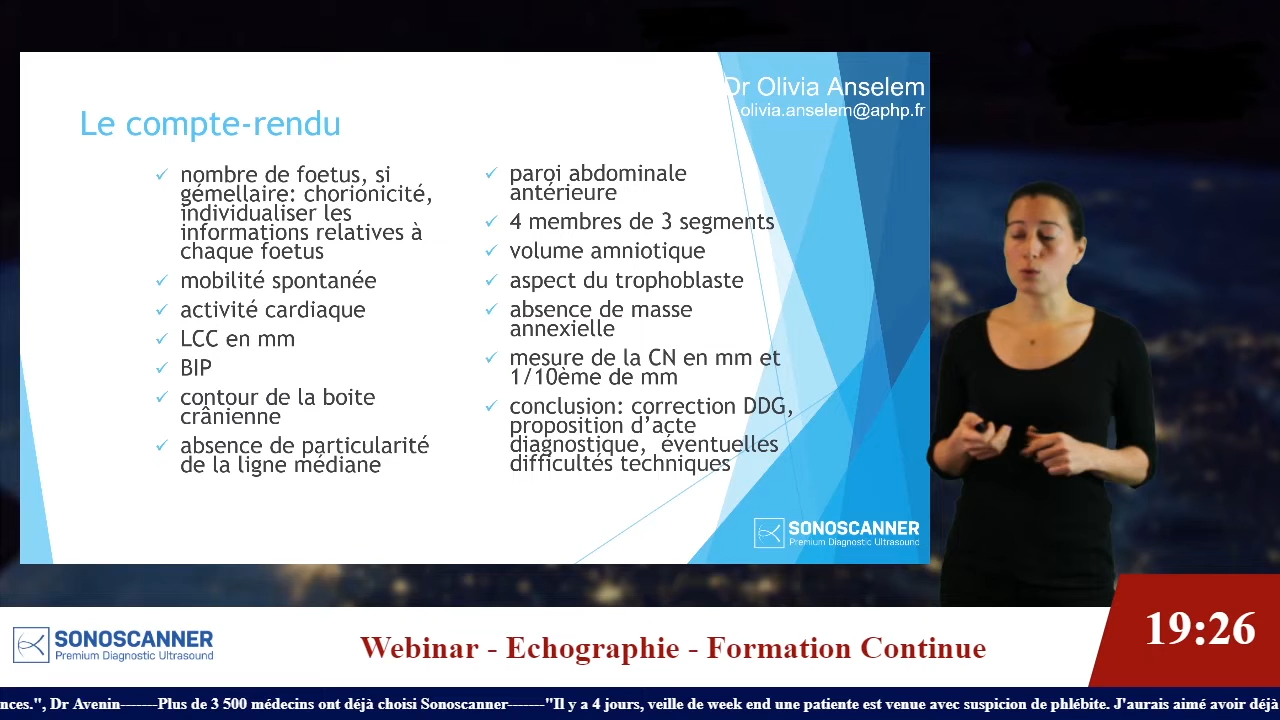 Dr Olivia Anselem
olivia.anselem@aphp.fr
Le compte-rendu
nombre de foetus, si
gémellaire: chorionicité,
individualiser les
informations relatives à
chaque foetus
mobilité spontanée
activité cardiaque
LCC en mm
BIP
contour de la boite
crânienne
absence de particularité
de la ligne médiane
paroi abdominale
antérieure
4 membres de 3 segments
volume amniotique
aspect du trophoblaste
absence de masse
annexielle
mesure de la CN en mm et
1/10ème de mm
conclusion: correction DDG,
proposition d'acte
diagnostique, éventuelles
difficultés techniques
SONOSCANNER
Premium Diagnostic Ultrasound
SONOSCANNER
Premium Diagnostic Ultrasound
Webinar - Echographie - Formation Continue
19:26
nces.", Dr Avenin-------Plus de 3 500 médecins ont déjà choisi Sonoscanner-------"Il y a 4 jours, veille de week end une patiente est venue avec suspicion de phlébite. J'aurais aimé avoir déjà